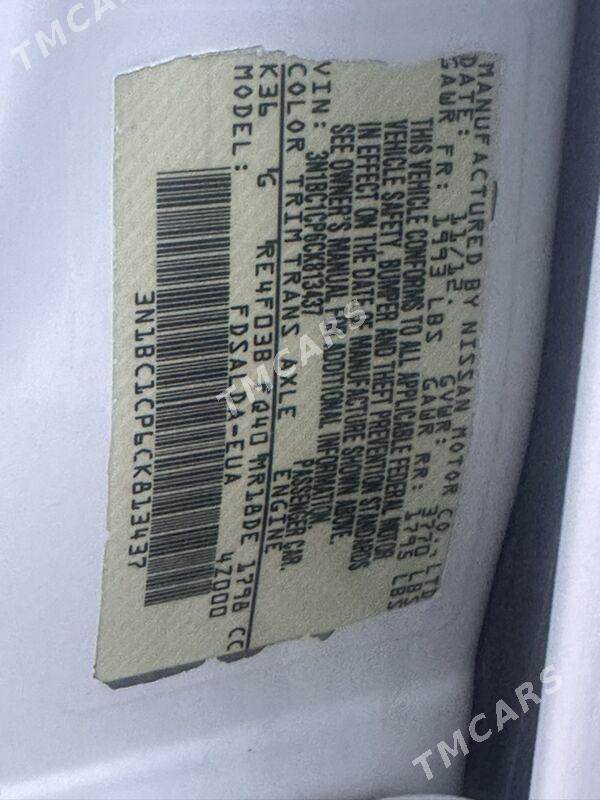 MANUFACTURED BY NISSAN MOTOR CO., LTD.
DATE: 11/12. GVWR: 3770 LBS
GAWR FR: 1993 LBS GAWR RR: 1795 LBS
THIS VEHICLE CONFORMS TO ALL APPLICABLE FEDERAL MOTOR
VEHICLE SAFETY, BUMPER AND THEFT PREVENTION STANDARDS
IN EFFECT ON THE DATE OF MANUFACTURE SHOWN ABOVE.
SEE OWNER'S MANUAL FOR ADDITIONAL INFORMATION.
VIN: 3N1BC1CP6CK813437 PASSENGER CAR.
COLOR TRIM TRANS AXLE ENGINE
K36 G RE4F03B FQ40 MR18DE 1798 CC
MODEL: FDSALDA-EUA 4Z000
3N1BC1CP6CK813437
TMCARS
TMCARS
TMCARS